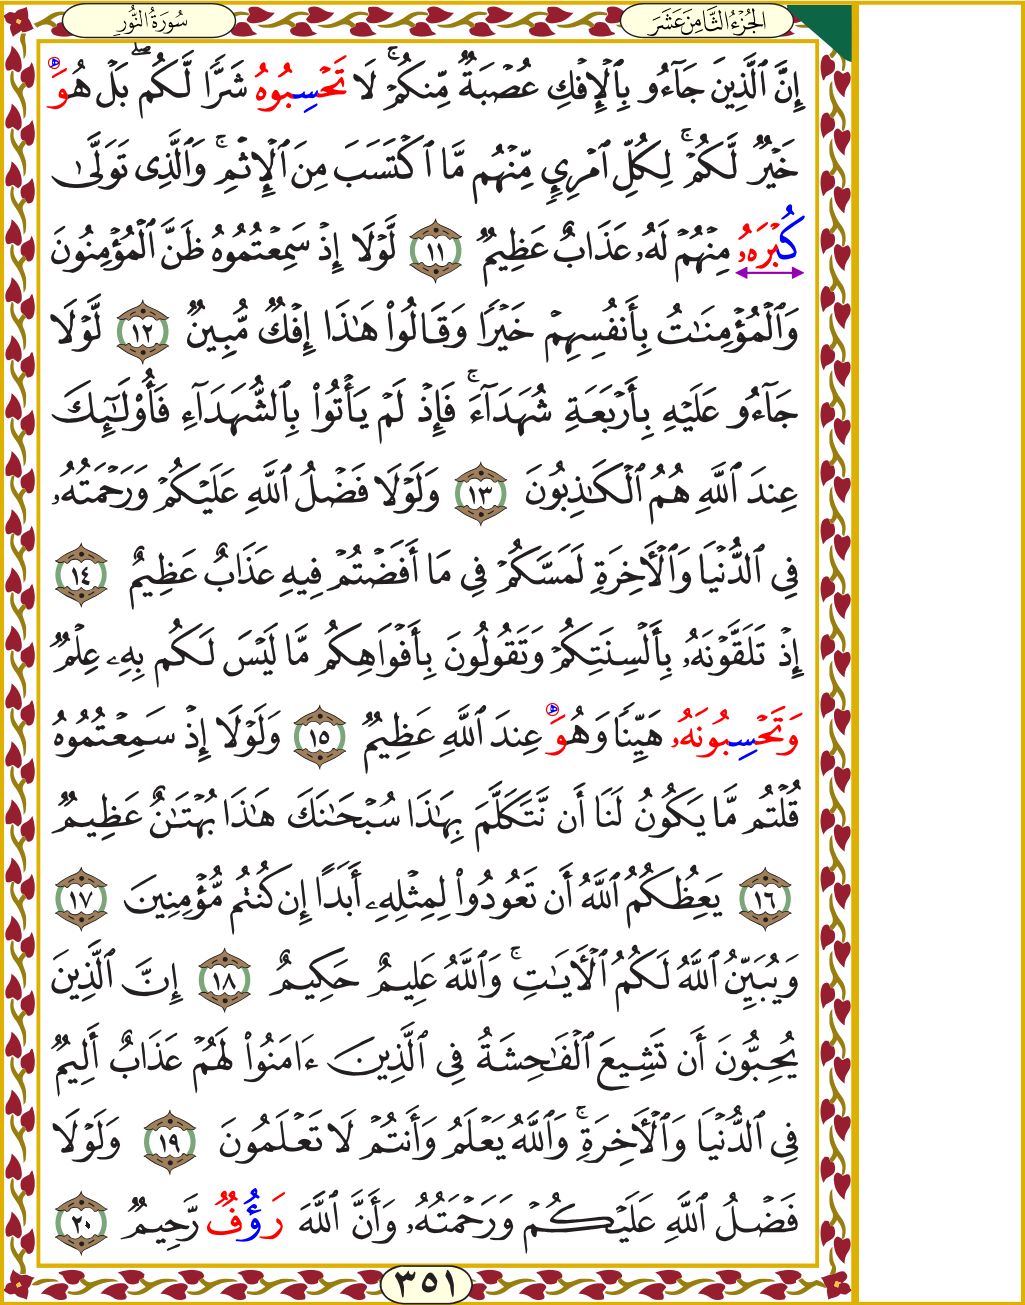 الجُزْءُ الثَّامِنَ عَشَرَ
سُورَةُ النُّورِ
إِنَّ ٱلَّذِينَ جَآءُو بِٱلْإِفْكِ عُصْبَةٌ مِّنكُمْ ۚ لَا تَحْسِبُوهُ شَرًّا لَّكُم ۖ بَلْ هُوَ
خَيْرٌ لَّكُمْ ۚ لِكُلِّ ٱمْرِئٍ مِّنْهُم مَّا ٱكْتَسَبَ مِنَ ٱلْإِثْمِ ۚ وَٱلَّذِى تَوَلَّىٰ
كُبْرَهُۥ مِنْهُمْ لَهُۥ عَذَابٌ عَظِيمٌ ١١ لَّوْلَا إِذْ سَمِعْتُمُوهُ ظَنَّ ٱلْمُؤْمِنُونَ
وَٱلْمُؤْمِنَٰتُ بِأَنفُسِهِمْ خَيْرًا وَقَالُوا۟ هَٰذَا إِفْكٌ مُّبِينٌ ١٢ لَّوْلَا
جَآءُو عَلَيْهِ بِأَرْبَعَةِ شُهَدَآءَ ۚ فَإِذْ لَمْ يَأْتُوا۟ بِٱلشُّهَدَآءِ فَأُو۟لَٰٓئِكَ
عِندَ ٱللَّهِ هُمُ ٱلْكَٰذِبُونَ ١٣ وَلَوْلَا فَضْلُ ٱللَّهِ عَلَيْكُمْ وَرَحْمَتُهُۥ
فِى ٱلدُّنْيَا وَٱلْأَخِرَةِ لَمَسَّكُمْ فِى مَا أَفَضْتُمْ فِيهِ عَذَابٌ عَظِيمٌ ١٤
إِذْ تَلَقَّوْنَهُۥ بِأَلْسِنَتِكُمْ وَتَقُولُونَ بِأَفْوَاهِكُم مَّا لَيْسَ لَكُم بِهِۦ عِلْمٌ
وَتَحْسِبُونَهُۥ هَيِّنًا وَهُوَ عِندَ ٱللَّهِ عَظِيمٌ ١٥ وَلَوْلَا إِذْ سَمِعْتُمُوهُ
قُلْتُم مَّا يَكُونُ لَنَا أَن نَّتَكَلَّمَ بِهَٰذَا سُبْحَٰنَكَ هَٰذَا بُهْتَٰنٌ عَظِيمٌ
١٦ يَعِظُكُمُ ٱللَّهُ أَن تَعُودُوا۟ لِمِثْلِهِۦ أَبَدًا إِن كُنتُم مُّؤْمِنِينَ ١٧
وَيُبَيِّنُ ٱللَّهُ لَكُمُ ٱلْأَيَٰتِ ۚ وَٱللَّهُ عَلِيمٌ حَكِيمٌ ١٨ إِنَّ ٱلَّذِينَ
يُحِبُّونَ أَن تَشِيعَ ٱلْفَٰحِشَةُ فِى ٱلَّذِينَ ءَامَنُوا۟ لَهُمْ عَذَابٌ أَلِيمٌ
فِى ٱلدُّنْيَا وَٱلْأَخِرَةِ ۚ وَٱللَّهُ يَعْلَمُ وَأَنتُمْ لَا تَعْلَمُونَ ١٩ وَلَوْلَا
فَضْلُ ٱللَّهِ عَلَيْكُمْ وَرَحْمَتُهُۥ وَأَنَّ ٱللَّهَ رَؤُفٌ رَّحِيمٌ ٢٠
٣٥١